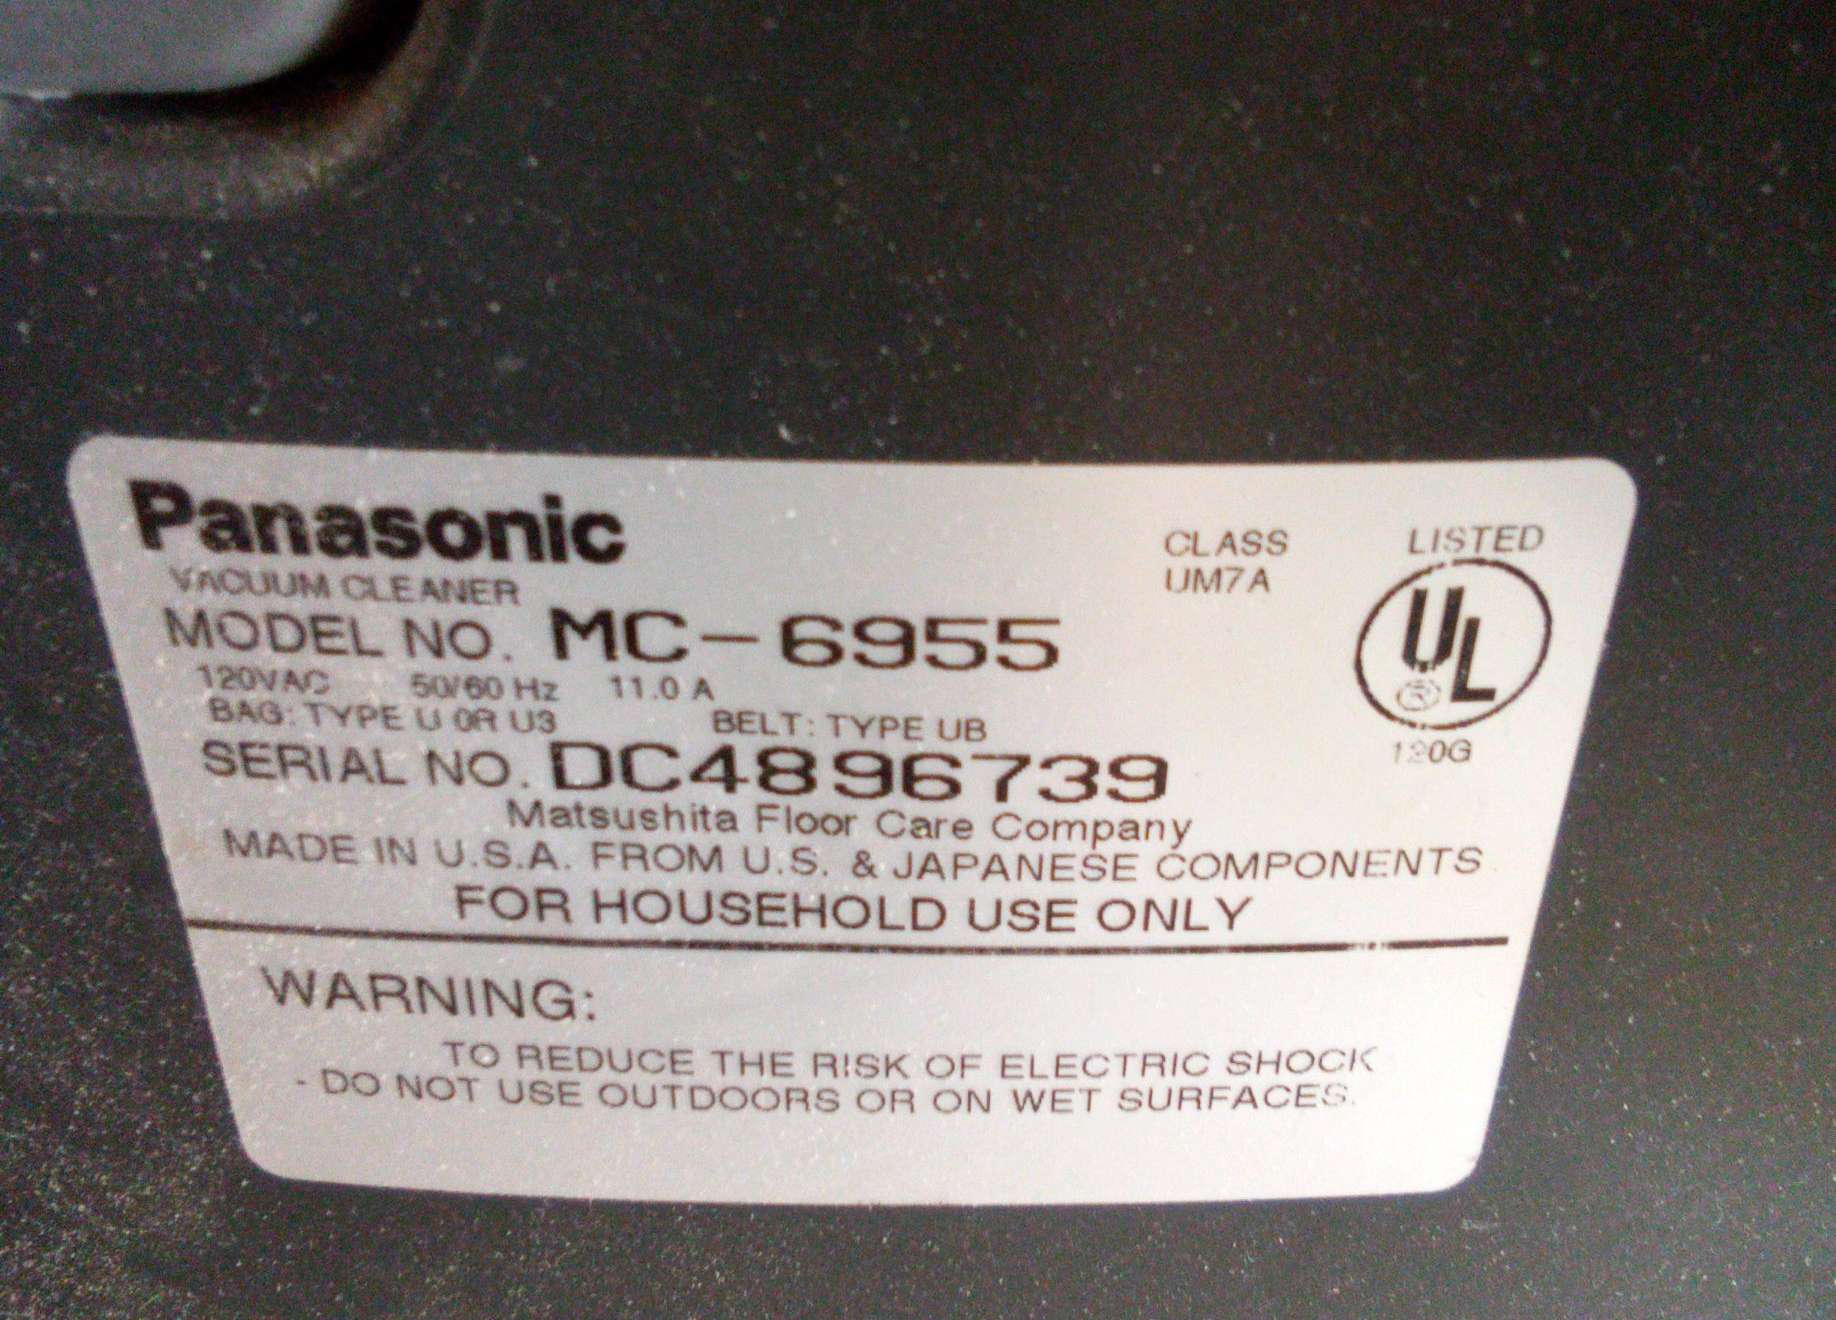 Panasonic
VACUUM CLEANER
CLASS
UM7A
LISTED
UL
®
120G
MODEL NO. MC-6955
120VAC 50/60 Hz 11.0 A
BAG: TYPE U OR U3 BELT: TYPE UB
SERIAL NO. DC4896739
Matsushita Floor Care Company
MADE IN U.S.A. FROM U.S. & JAPANESE COMPONENTS
FOR HOUSEHOLD USE ONLY
WARNING:
TO REDUCE THE RISK OF ELECTRIC SHOCK
- DO NOT USE OUTDOORS OR ON WET SURFACES.